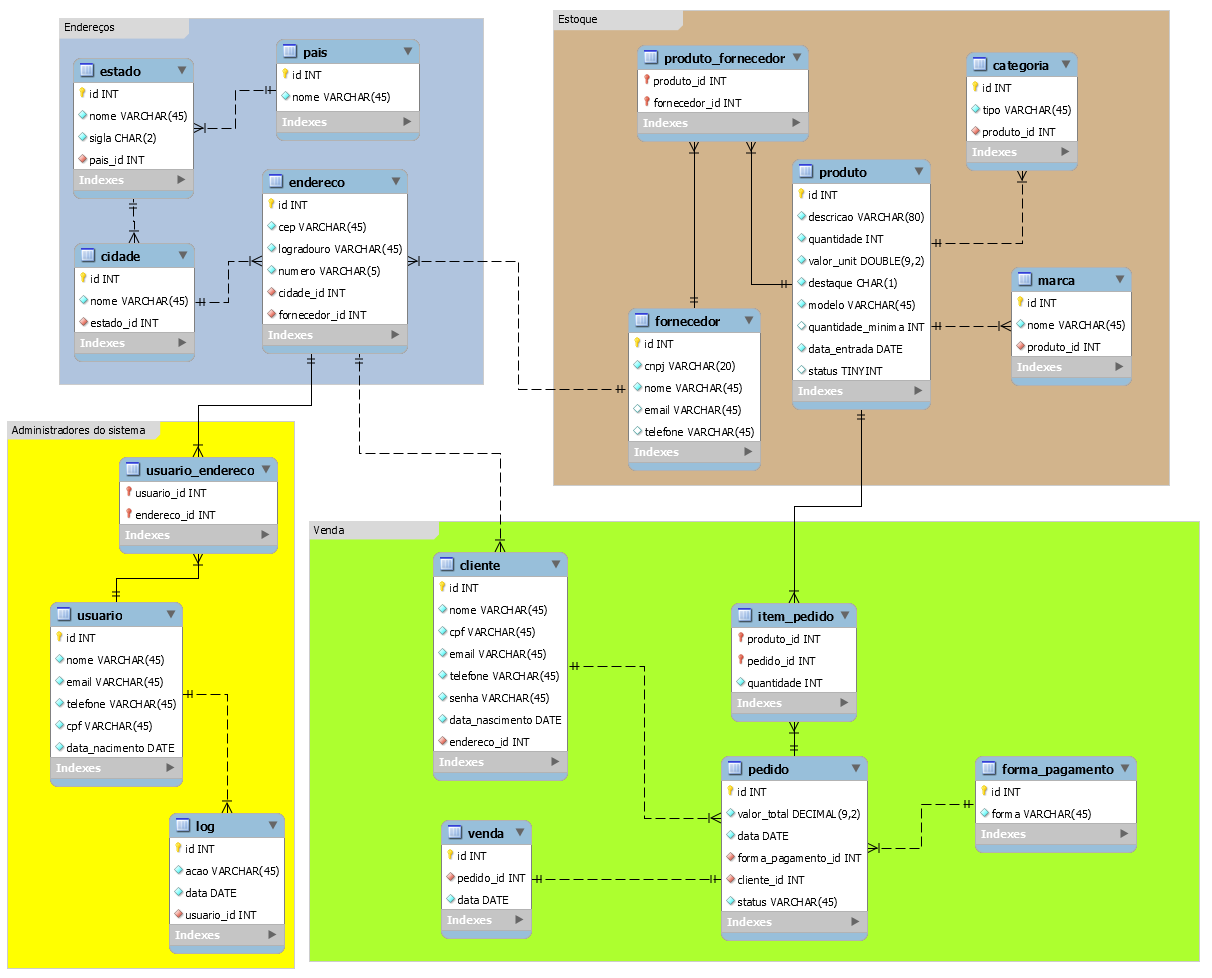 Endereços
estado
id INT
nome VARCHAR(45)
sigla CHAR(2)
pais_id INT
Indexes
pais
id INT
nome VARCHAR(45)
Indexes
endereco
id INT
cep VARCHAR(45)
logradouro VARCHAR(45)
numero VARCHAR(5)
cidade_id INT
fornecedor_id INT
Indexes
cidade
id INT
nome VARCHAR(45)
estado_id INT
Indexes
Estoque
produto_fornecedor
produto_id INT
fornecedor_id INT
Indexes
categoria
id INT
tipo VARCHAR(45)
produto_id INT
Indexes
produto
id INT
descricao VARCHAR(80)
quantidade INT
valor_unit DOUBLE(9,2)
destaque CHAR(1)
modelo VARCHAR(45)
quantidade_minima INT
data_entrada DATE
status TINYINT
Indexes
marca
id INT
nome VARCHAR(45)
produto_id INT
Indexes
fornecedor
id INT
cnpj VARCHAR(20)
nome VARCHAR(45)
email VARCHAR(45)
telefone VARCHAR(45)
Indexes
Administradores do sistema
usuario_endereco
usuario_id INT
endereco_id INT
Indexes
usuario
id INT
nome VARCHAR(45)
email VARCHAR(45)
telefone VARCHAR(45)
cpf VARCHAR(45)
data_nacimento DATE
Indexes
log
id INT
acao VARCHAR(45)
data DATE
usuario_id INT
Indexes
Venda
cliente
id INT
nome VARCHAR(45)
cpf VARCHAR(45)
email VARCHAR(45)
telefone VARCHAR(45)
senha VARCHAR(45)
data_nascimento DATE
endereco_id INT
Indexes
item_pedido
produto_id INT
pedido_id INT
quantidade INT
Indexes
pedido
id INT
valor_total DECIMAL(9,2)
data DATE
forma_pagamento_id INT
cliente_id INT
status VARCHAR(45)
Indexes
forma_pagamento
id INT
forma VARCHAR(45)
Indexes
venda
id INT
pedido_id INT
data DATE
Indexes